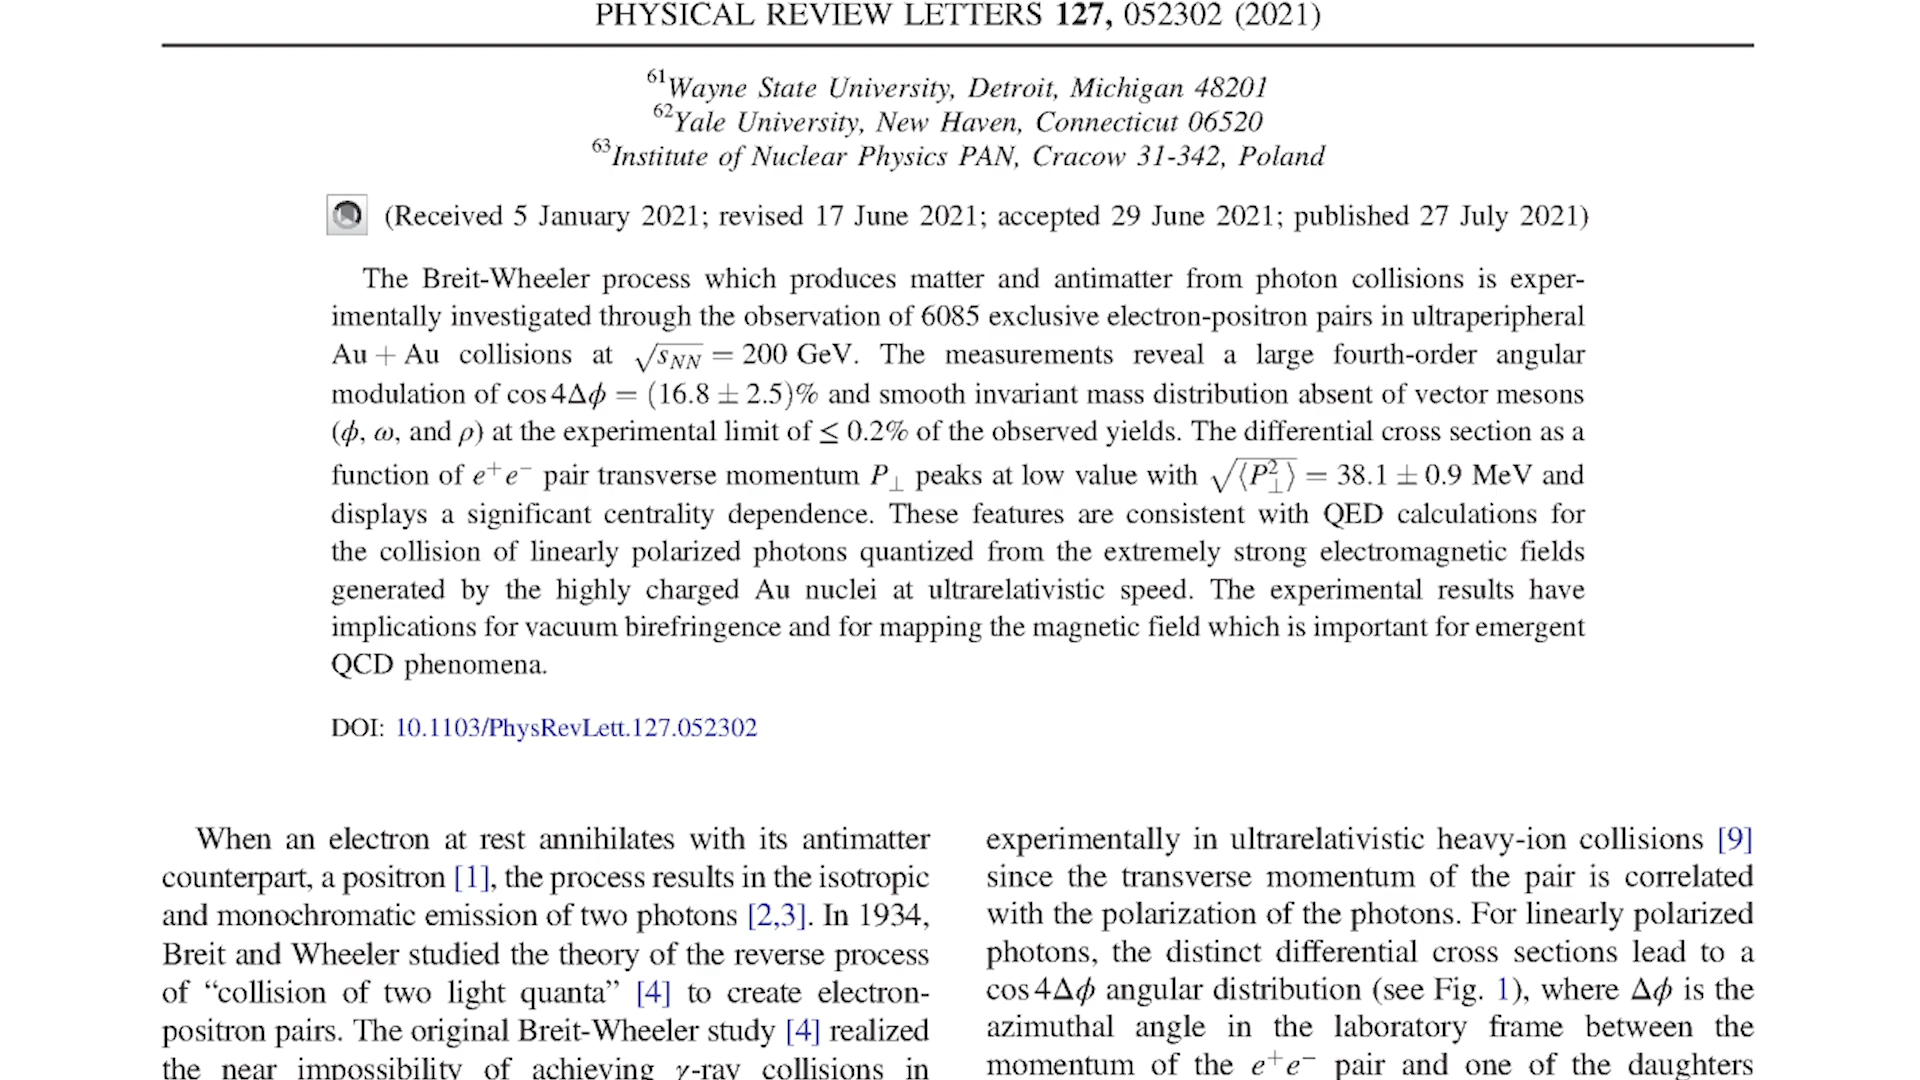 PHYSICAL REVIEW LETTERS 127, 052302 (2021)
61Wayne State University, Detroit, Michigan 48201
62Yale University, New Haven, Connecticut 06520
63Institute of Nuclear Physics PAN, Cracow 31-342, Poland
(Received 5 January 2021; revised 17 June 2021; accepted 29 June 2021; published 27 July 2021)
The Breit-Wheeler process which produces matter and antimatter from photon collisions is exper-
imentally investigated through the observation of 6085 exclusive electron-positron pairs in ultraperipheral
Au + Au collisions at √sNN = 200 GeV. The measurements reveal a large fourth-order angular
modulation of cos 4Δϕ = (16.8 ± 2.5)% and smooth invariant mass distribution absent of vector mesons
(ϕ, ω, and ρ) at the experimental limit of ≤ 0.2% of the observed yields. The differential cross section as a
function of e+e− pair transverse momentum P⊥ peaks at low value with √⟨P⊥2⟩ = 38.1 ± 0.9 MeV and
displays a significant centrality dependence. These features are consistent with QED calculations for
the collision of linearly polarized photons quantized from the extremely strong electromagnetic fields
generated by the highly charged Au nuclei at ultrarelativistic speed. The experimental results have
implications for vacuum birefringence and for mapping the magnetic field which is important for emergent
QCD phenomena.
DOI: 10.1103/PhysRevLett.127.052302
When an electron at rest annihilates with its antimatter
counterpart, a positron [1], the process results in the isotropic
and monochromatic emission of two photons [2,3]. In 1934,
Breit and Wheeler studied the theory of the reverse process
of “collision of two light quanta” [4] to create electron-
positron pairs. The original Breit-Wheeler study [4] realized
the near impossibility of achieving γ-ray collisions in
experimentally in ultrarelativistic heavy-ion collisions [9]
since the transverse momentum of the pair is correlated
with the polarization of the photons. For linearly polarized
photons, the distinct differential cross sections lead to a
cos 4Δϕ angular distribution (see Fig. 1), where Δϕ is the
azimuthal angle in the laboratory frame between the
momentum of the e+e− pair and one of the daughters